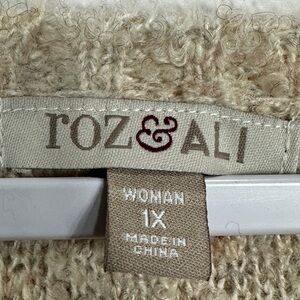 roz & ALI
WOMAN
1X
MADE IN
CHINA